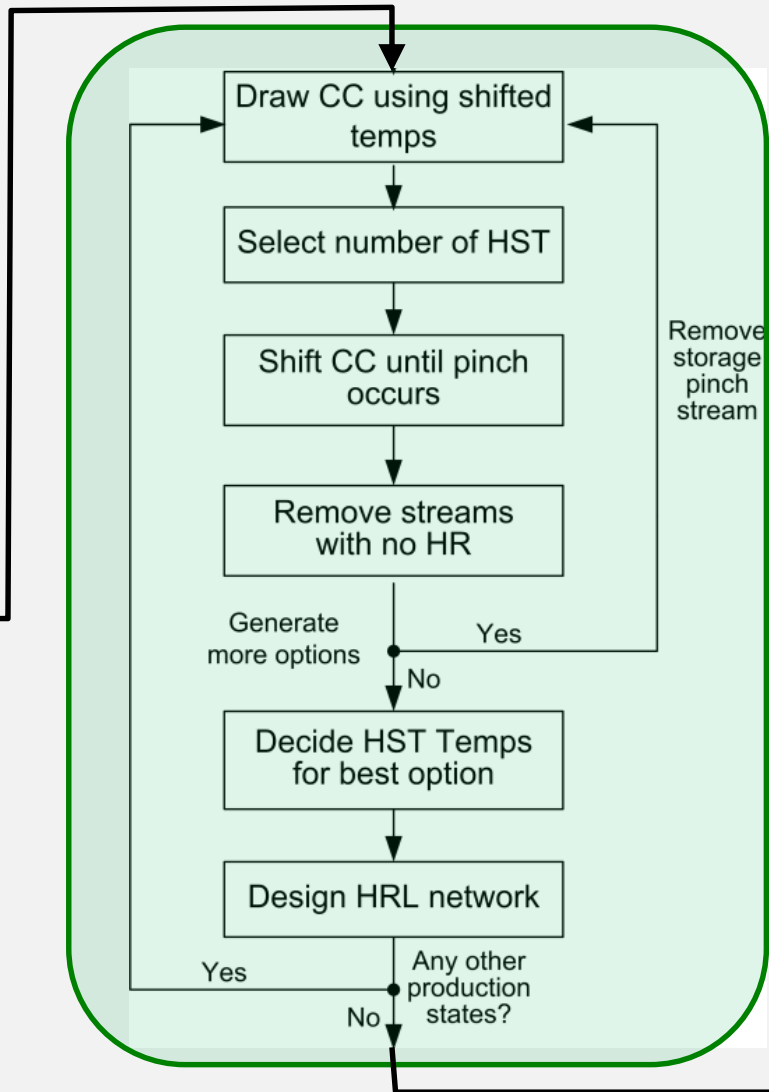 Draw CC using shifted
temps
Select number of HST
Shift CC until pinch
occurs
Remove
storage
pinch
stream
Remove streams
with no HR
Generate
more options
Yes
No
Decide HST Temps
for best option
Design HRL network
Yes
Any other
production
states?
No